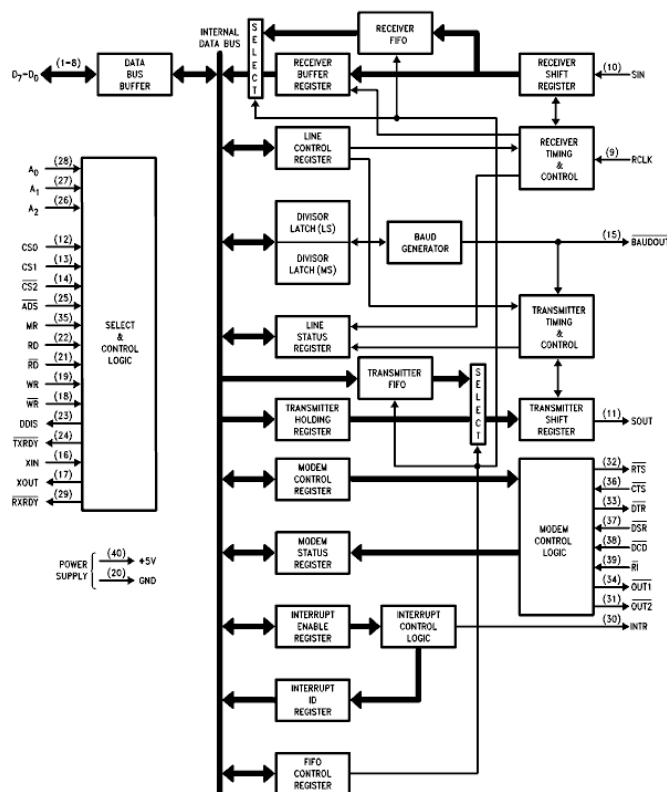 INTERNAL
DATA BUS
SELECT
RECEIVER
FIFO
D7-D0
(1-8)
DATA
BUS
BUFFER
RECEIVER
BUFFER
REGISTER
RECEIVER
SHIFT
REGISTER
(10)
SIN
LINE
CONTROL
REGISTER
RECEIVER
TIMING
&
CONTROL
(9)
RCLK
A0
(28)
A1
(27)
A2
(26)
CS0
(12)
CS1
(13)
CS2
(14)
ADS
(25)
MR
(35)
RD
(22)
RD
(21)
WR
(19)
WR
(18)
DDIS
(23)
TXRDY
(24)
XIN
(16)
XOUT
(17)
RXRDY
(29)
SELECT
&
CONTROL
LOGIC
DIVISOR
LATCH (LS)
DIVISOR
LATCH (MS)
BAUD
GENERATOR
(15)
BAUDOUT
LINE
STATUS
REGISTER
TRANSMITTER
TIMING
&
CONTROL
TRANSMITTER
FIFO
SELECT
TRANSMITTER
HOLDING
REGISTER
TRANSMITTER
SHIFT
REGISTER
(11)
SOUT
MODEM
CONTROL
REGISTER
MODEM
CONTROL
LOGIC
(32)
RTS
(36)
CTS
(33)
DTR
(37)
DSR
(38)
DCD
(39)
RI
(34)
OUT1
(31)
OUT2
MODEM
STATUS
REGISTER
POWER
SUPPLY
(40)
+5V
(20)
GND
INTERRUPT
ENABLE
REGISTER
INTERRUPT
CONTROL
LOGIC
(30)
INTR
INTERRUPT
ID
REGISTER
FIFO
CONTROL
REGISTER